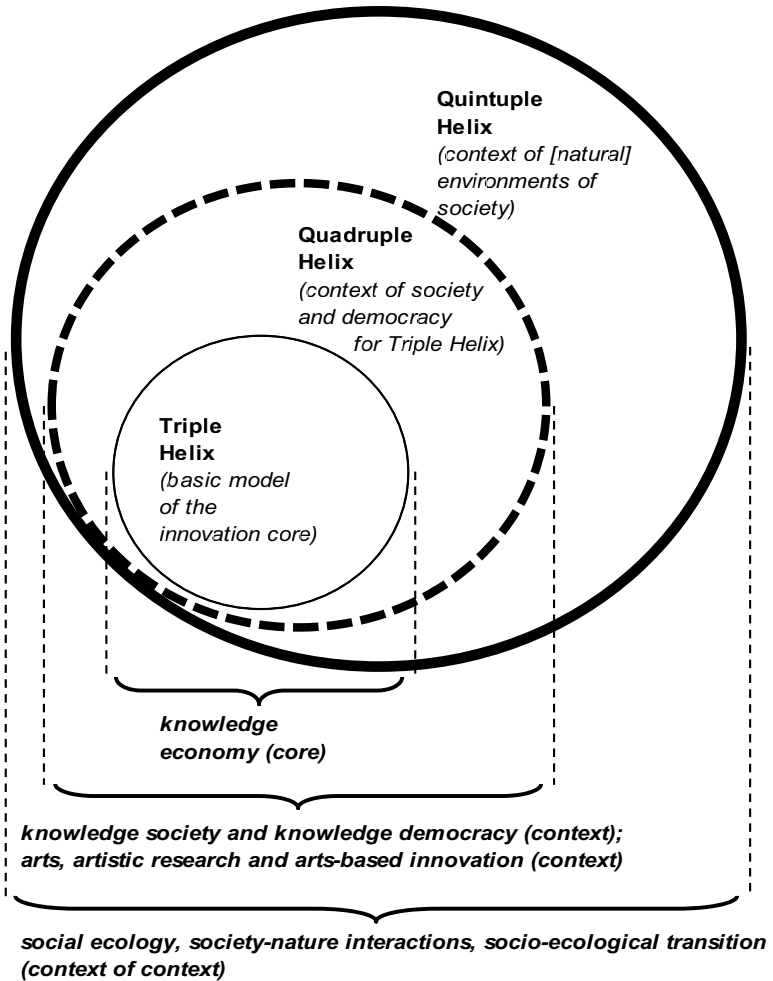 Quintuple
Helix
(context of [natural]
environments of
society)
Quadruple
Helix
(context of society
and democracy
for Triple Helix)
Triple
Helix
(basic model
of the
innovation core)
knowledge
economy (core)
knowledge society and knowledge democracy (context);
arts, artistic research and arts-based innovation (context)
social ecology, society-nature interactions, socio-ecological transition
(context of context)